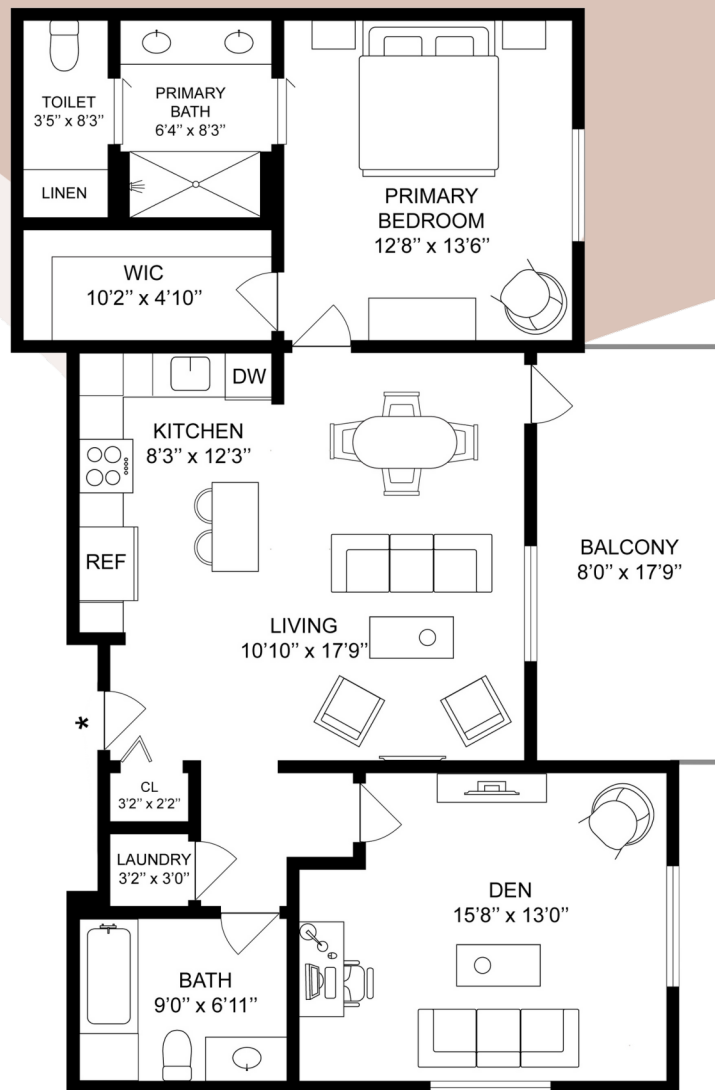 TOILET
3'5’’ x 8'3’’
PRIMARY
BATH
6'4’’ x 8'3’’
LINEN
PRIMARY
BEDROOM
12’8’’ x 13’6’’
WIC
10’2’’ x 4’10’’
DW
KITCHEN
8’3’’ x 12’3’’
REF
BALCONY
8’0’’ x 17’9’’
LIVING
10’10’’ x 17’9’’
*
CL
3’2’’ x 2’2’’
LAUNDRY
3’2’’ x 3’0’’
DEN
15’8’’ x 13’0’’
BATH
9’0’’ x 6’11’’